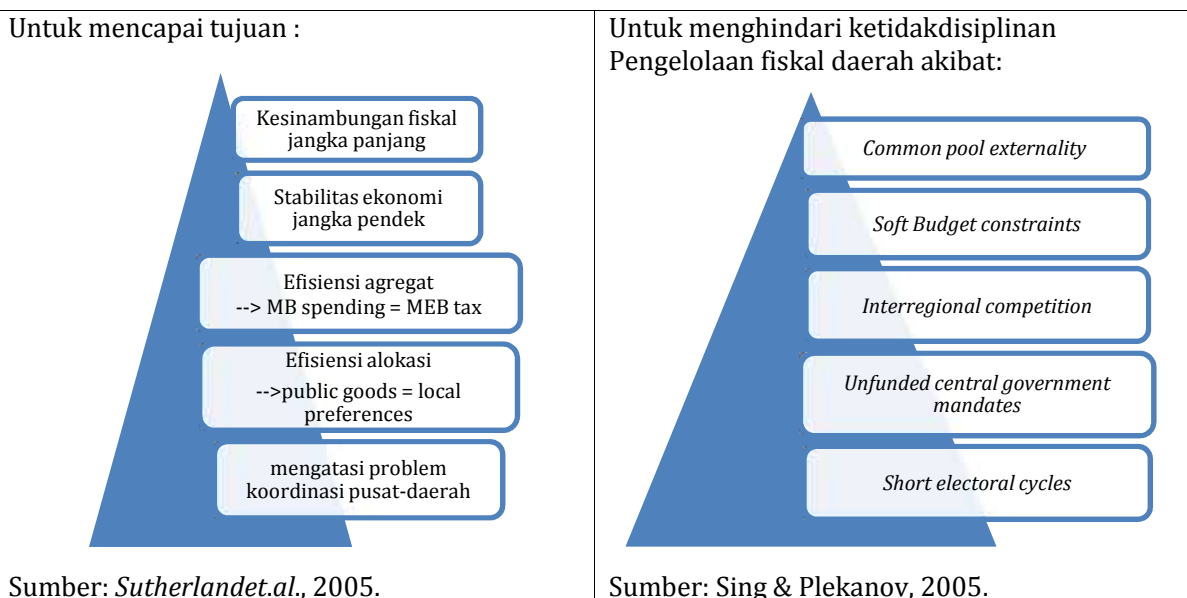 Untuk mencapai tujuan :
Kesinambungan fiskal
jangka panjang
Stabilitas ekonomi
jangka pendek
Efisiensi agregat
--> MB spending = MEB tax
Efisiensi alokasi
-->public goods = local
preferences
mengatasi problem
koordinasi pusat-daerah
Sumber: Sutherlandet.al., 2005.
Untuk menghindari ketidakdisiplinan
Pengelolaan fiskal daerah akibat:
Common pool externality
Soft Budget constraints
Interregional competition
Unfunded central government
mandates
Short electoral cycles
Sumber: Sing & Plekanov, 2005.